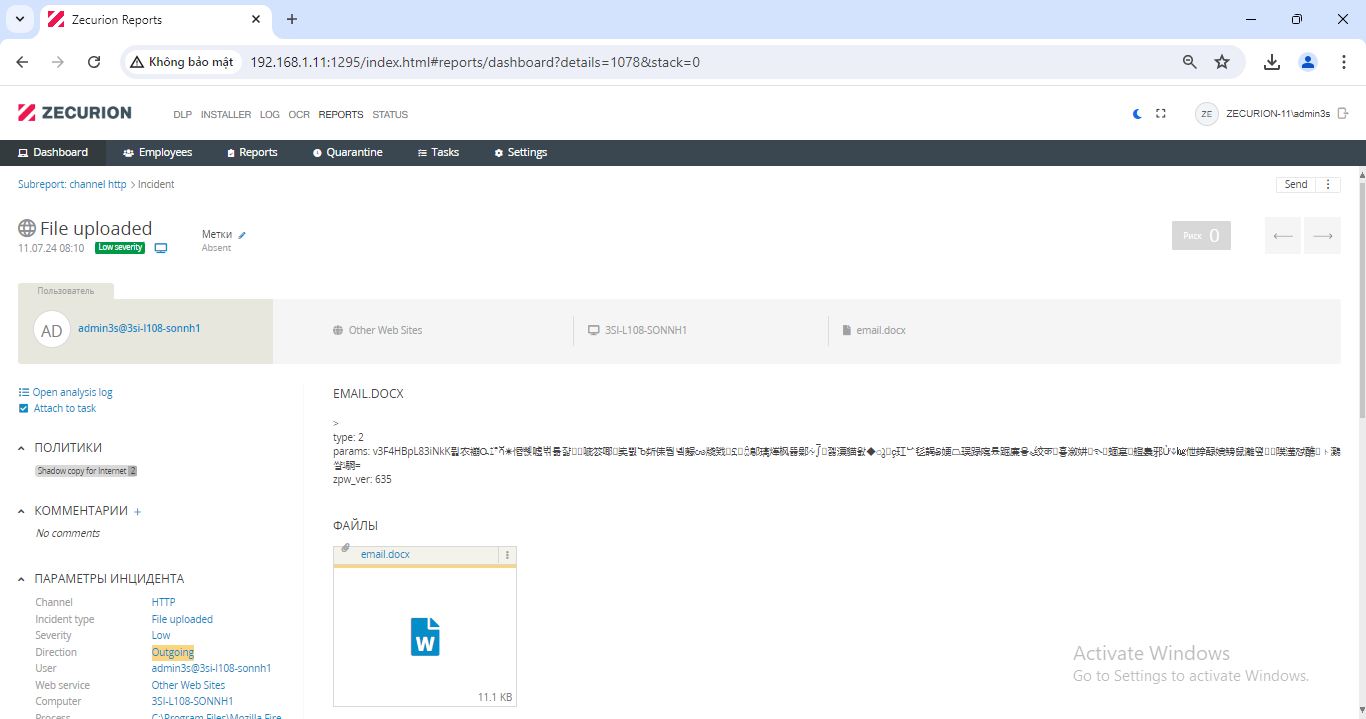 Zecurion Reports
Không bảo mật
192.168.1.11:1295/index.html#reports/dashboard?details=1078&stack=0
ZECURION
DLP INSTALLER LOG OCR REPORTS STATUS
ZE ZECURION-11\admin3s
Dashboard Employees Reports Quarantine Tasks Settings
Subreport: channel http > Incident
Send
File uploaded
Метки
Риск 0
11.07.24 08:10 Low severity
Absent
Пользователь
AD admin3s@3si-l108-sonnh1
Other Web Sites
3SI-L108-SONNH1
email.docx
Open analysis log
Attach to task
ПОЛИТИКИ
Shadow copy for Internet 2
КОММЕНТАРИИ +
No comments
ПАРАМЕТРЫ ИНЦИДЕНТА
Channel HTTP
Incident type File uploaded
Severity Low
Direction Outgoing
User admin3s@3si-l108-sonnh1
Web service Other Web Sites
Computer 3SI-L108-SONNH1
Process C:\Program Files\Mozilla Fire
EMAIL.DOCX
>
type: 2
params: v3F4HBpL83iNkK
zpw_ver: 635
ФАЙЛЫ
email.docx
W
11.1 KB
Activate Windows
Go to Settings to activate Windows.